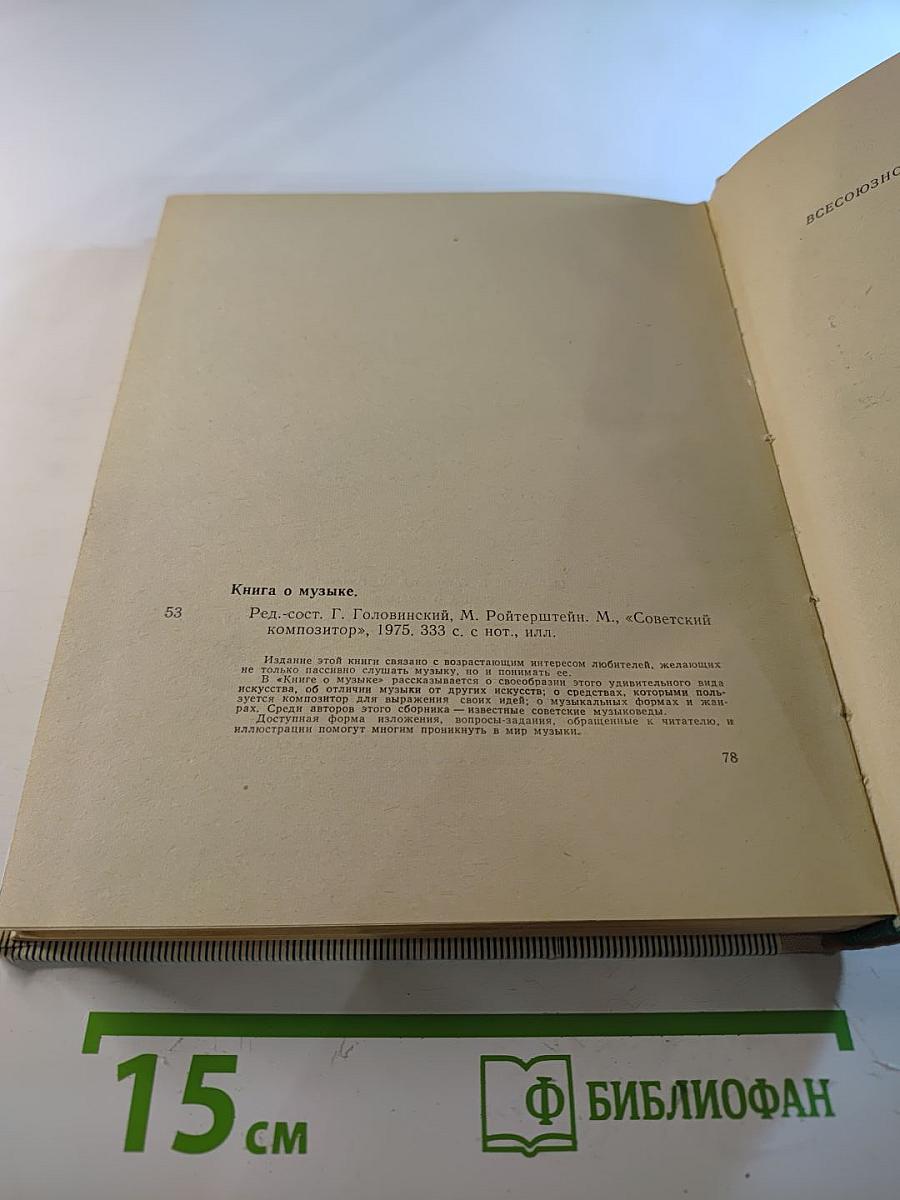 ВСЕСОЮЗНО
Книга о музыке.
53 Ред.-сост. Г. Головинский, М. Ройтерштейн. М., «Советский
композитор», 1975. 333 с. с нот., илл.
Издание этой книги связано с возрастающим интересом любителей, желающих
не только пассивно слушать музыку, но и понимать ее.
В «Книге о музыке» рассказывается о своеобразии этого удивительного вида
искусства, об отличии музыки от других искусств; о средствах, которыми поль-
зуется композитор для выражения своих идей; о музыкальных формах и жан-
рах. Среди авторов этого сборника — известные советские музыковеды.
Доступная форма изложения, вопросы-задания, обращенные к читателю, и
иллюстрации помогут многим проникнуть в мир музыки.
78
15 см
Ф БИБЛИОФАН